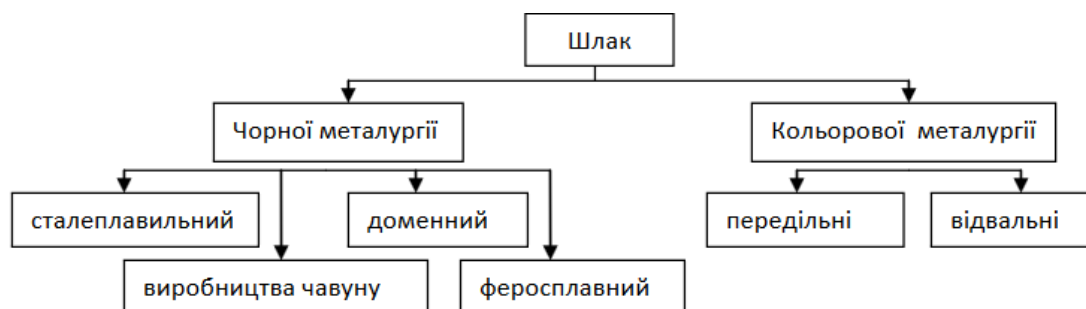 Шлак
Чорної металургії
Кольорової металургії
сталеплавильний
доменний
передільні
відвальні
виробництва чавуну
феросплавний